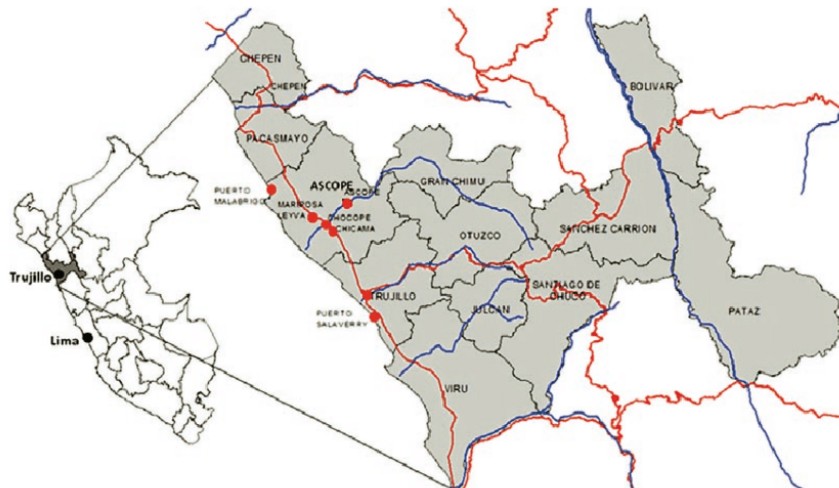 CHEPEN
CHEPEN
BOLIVAR
PACASMAYO
ASCOPE
ASCOPE
GRAN CHIMU
PUERTO
MALABRIGO
MARIPOSA
LEYVA
CHOCOPE
CHICAMA
OTUZCO
SANCHEZ CARRION
Trujillo
TRUJILLO
SANTIAGO DE
CHUCO
JULCAN
PUERTO
SALAVERRY
PATAZ
Lima
VIRU